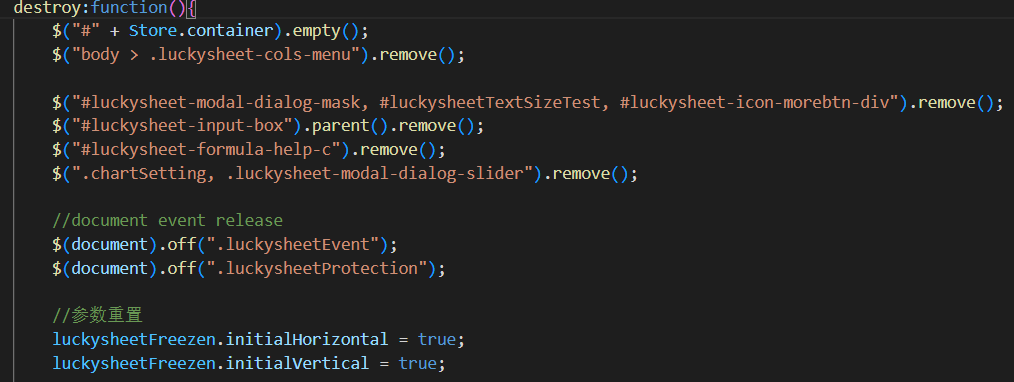 destroy:function(){
$("#" + Store.container).empty();
$("body > .luckysheet-cols-menu").remove();
$("#luckysheet-modal-dialog-mask, #luckysheetTextSizeTest, #luckysheet-icon-morebtn-div").remove();
$("#luckysheet-input-box").parent().remove();
$("#luckysheet-formula-help-c").remove();
$(".chartSetting, .luckysheet-modal-dialog-slider").remove();
//document event release
$(document).off(".luckysheetEvent");
$(document).off(".luckysheetProtection");
//参数重置
luckysheetFreezen.initialHorizontal = true;
luckysheetFreezen.initialVertical = true;